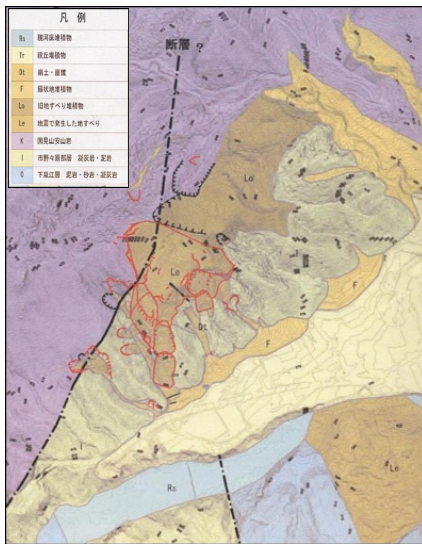 凡例
Rs 現河床堆積物
Tr 段丘堆積物
Dt 崩土・崖錐
F 扇状地堆積物
Lo 旧地すべり堆積物
Le 地震で発生した地すべり
K 国見山安山岩
I 市野々原部層 凝灰岩・泥岩
O 下嵐江層 泥岩・砂岩・凝灰岩
断層 ?
Lo
F
I
Le
Dt
F
F
I
Rs
Lo